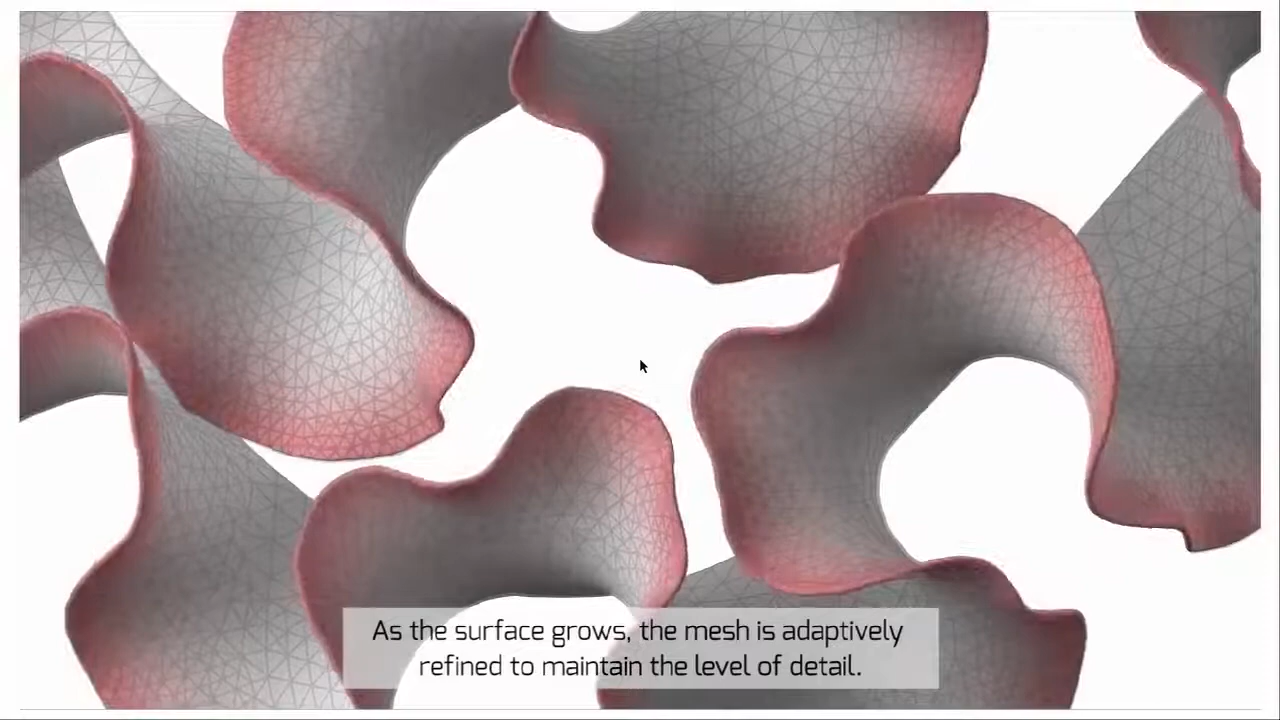 As the surface grows, the mesh is adaptively
refined to maintain the level of detail.